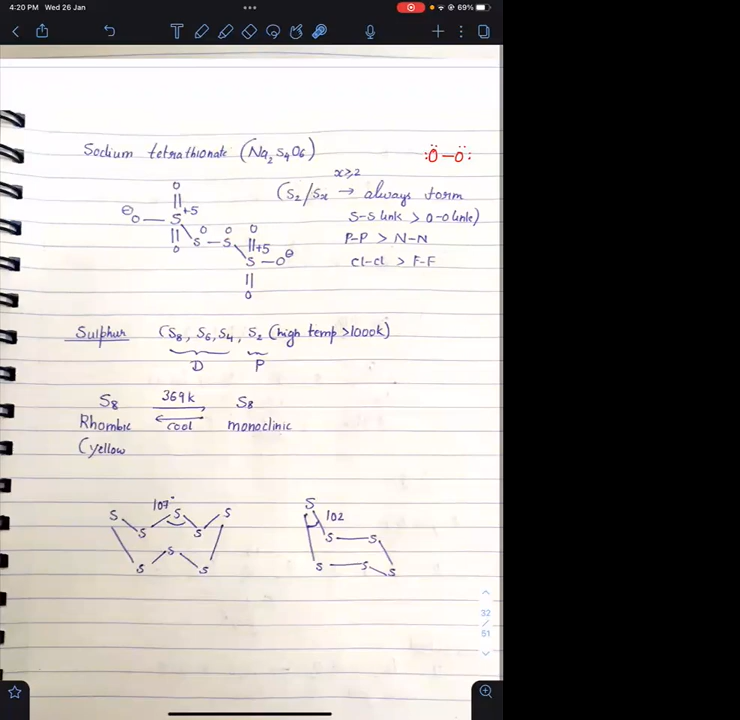 4:20 PM Wed 26 Jan
69%
Sodium tetrathionate (Na2S4O6)
:Ö—Ö:
x≥2
(S2/Sx → always form
S-S link > O-O link)
P-P > N-N
Cl-Cl > F-F
O
⊖O — S +5
O
O O O
S — S
+5
S — O⊖
O
Sulphur (S8, S6, S4, S2 (high temp >1000k)
D P
S8 369k S8
Rhombic cool monoclinic
(yellow
107°
S S S S
S S S S
S
102
S S
S S S
32
/
51